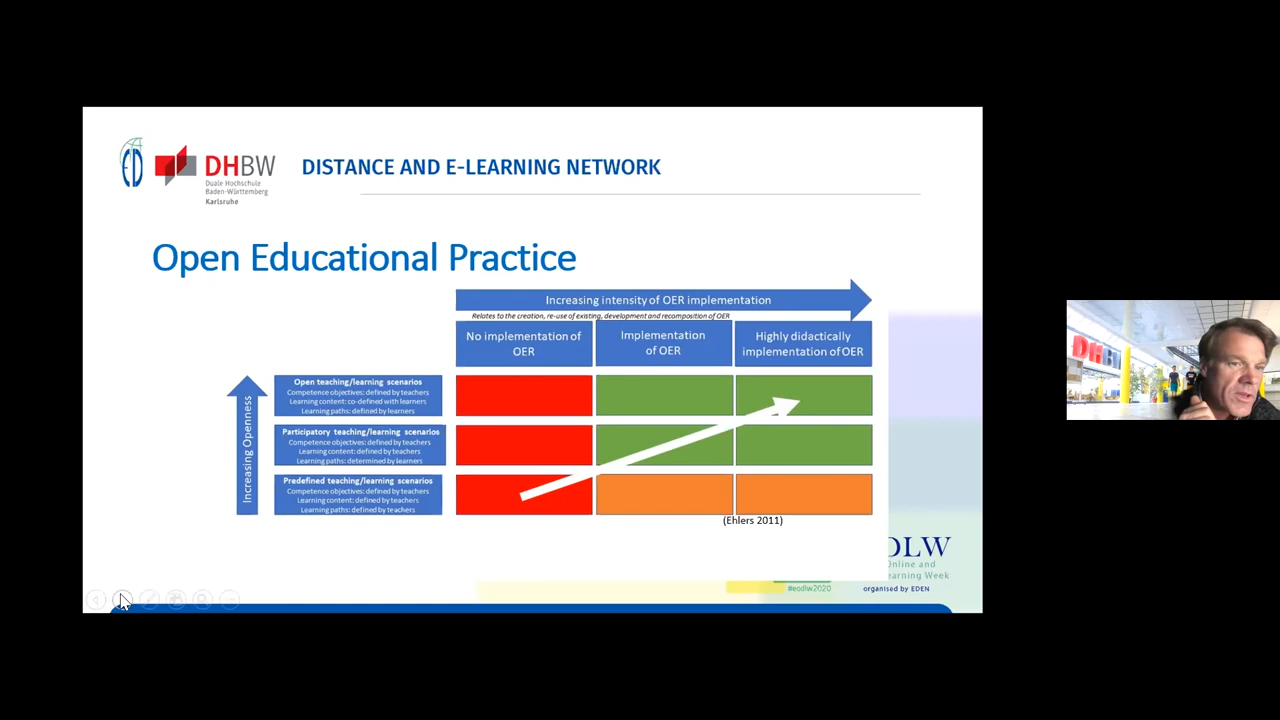 ED
DHBW
Duale Hochschule
Baden-Württemberg
Karlsruhe
DISTANCE AND E-LEARNING NETWORK
Open Educational Practice
Increasing intensity of OER implementation
Relates to the creation, re-use of existing, development and recomposition of OER
No implementation of
OER
Implementation
of OER
Highly didactically
implementation of OER
Increasing Openness
Open teaching/learning scenarios
Competence objectives: defined by teachers
Learning content: co-defined with learners
Learning paths: defined by learners
Participatory teaching/learning scenarios
Competence objectives: defined by teachers
Learning content: defined by teachers
Learning paths: determined by learners
Predefined teaching/learning scenarios
Competence objectives: defined by teachers
Learning content: defined by teachers
Learning paths: defined by teachers
(Ehlers 2011)
DLW
Online and
earning Week
#eodlw2020
organised by EDEN
DHB